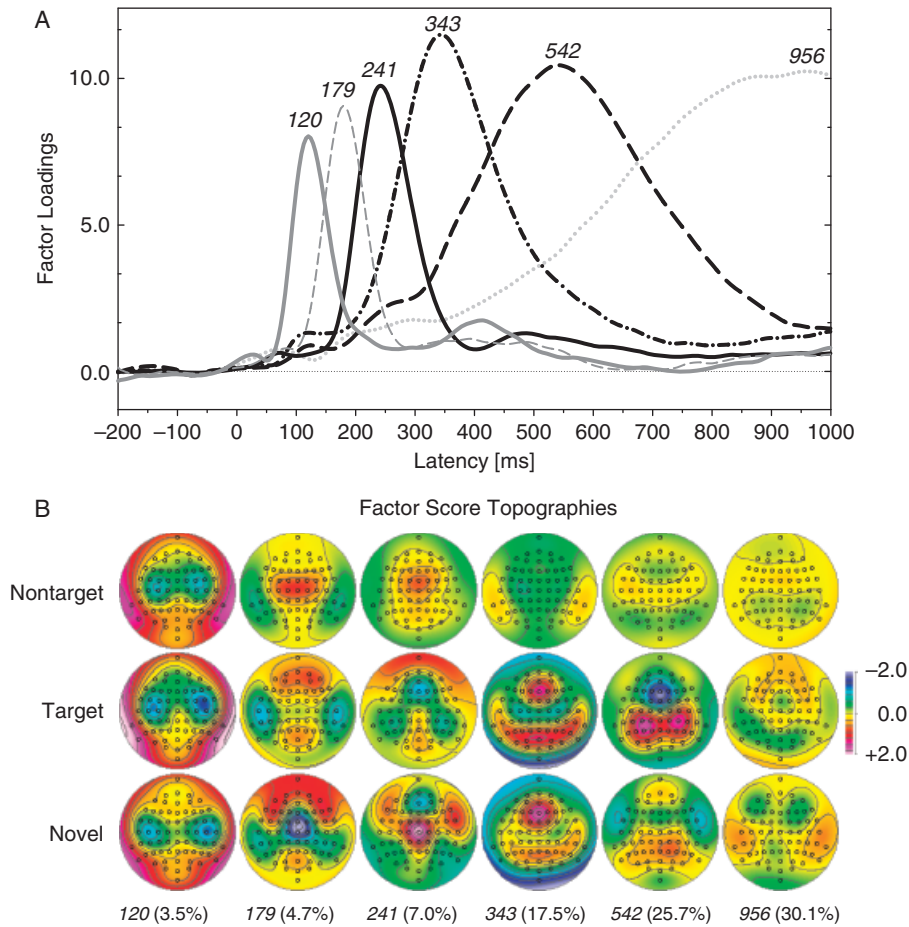 A
343
542
956
241
179
120
10.0
5.0
0.0
Factor Loadings
–200 –100 0 100 200 300 400 500 600 700 800 900 1000
Latency [ms]
B
Factor Score Topographies
Nontarget
Target
Novel
–2.0
0.0
+2.0
120 (3.5%) 179 (4.7%) 241 (7.0%) 343 (17.5%) 542 (25.7%) 956 (30.1%)